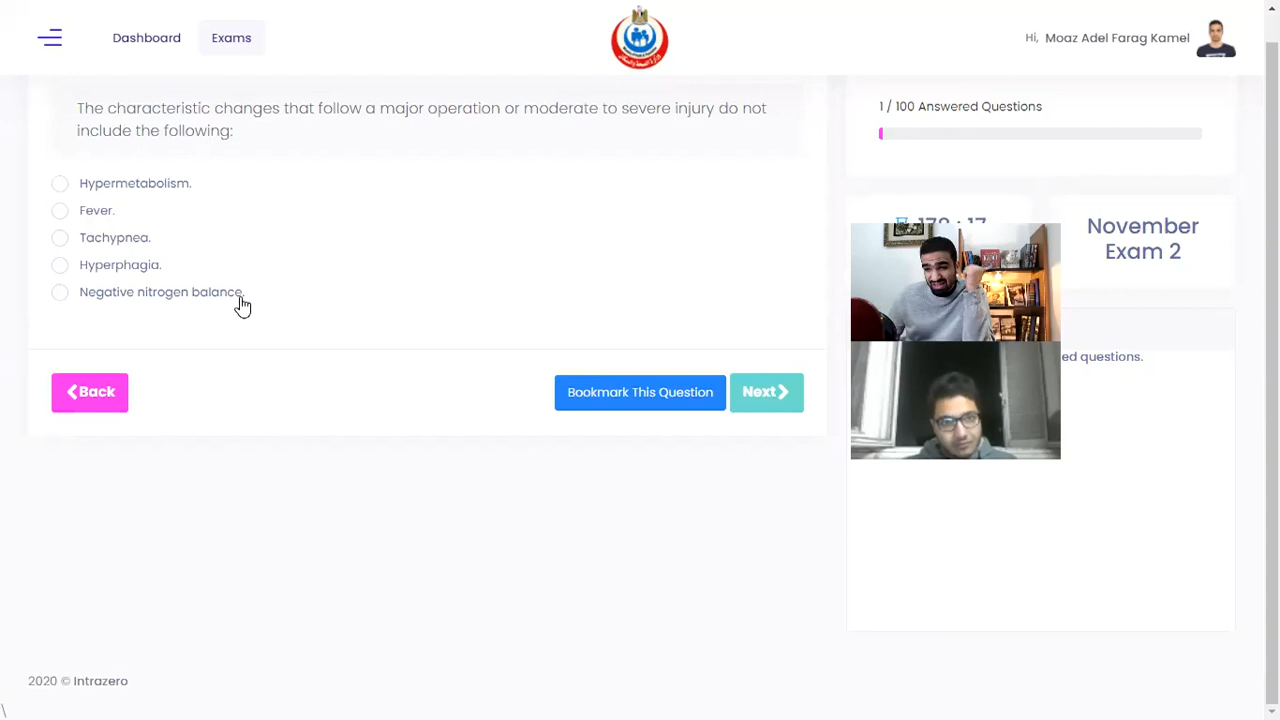 Dashboard
Exams
Hi, Moaz Adel Farag Kamel
The characteristic changes that follow a major operation or moderate to severe injury do not
include the following:
Hypermetabolism.
Fever.
Tachypnea.
Hyperphagia.
Negative nitrogen balance.
Back
Bookmark This Question
Next
1 / 100 Answered Questions
November
Exam 2
ed questions.
2020 © Intrazero
\